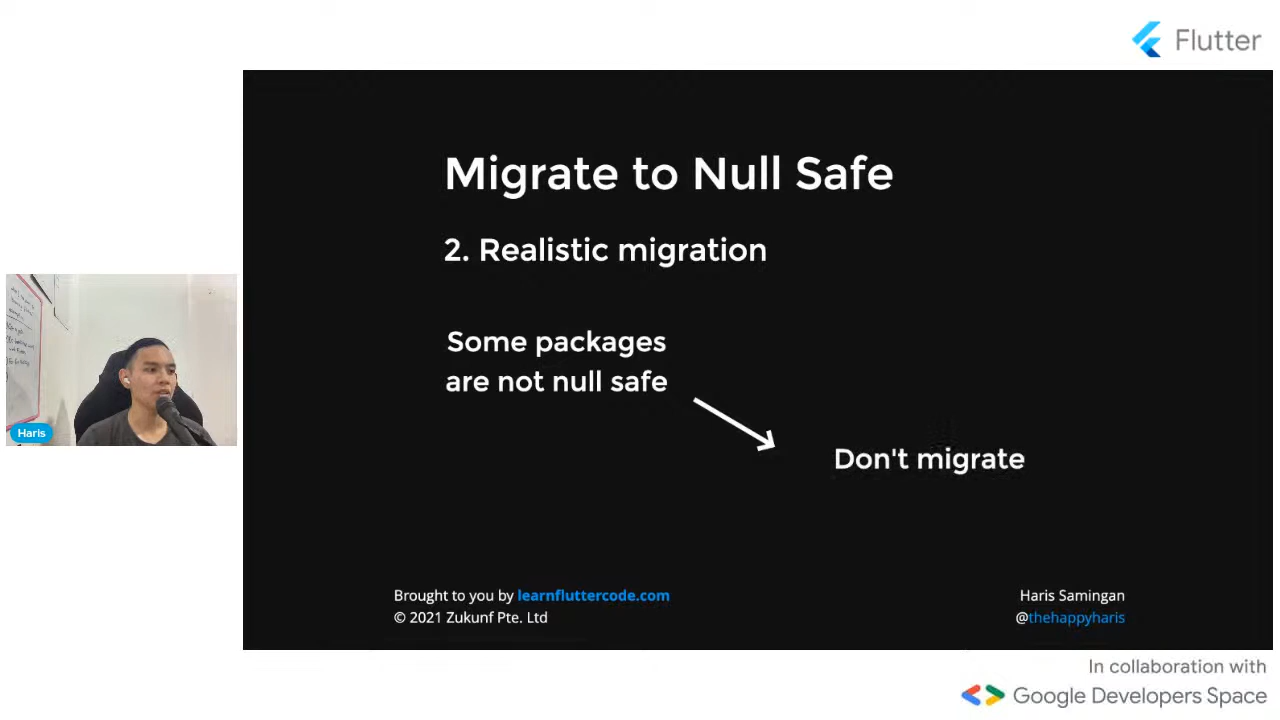 Flutter
Migrate to Null Safe
2. Realistic migration
Some packages
are not null safe
Don't migrate
Haris
Brought to you by learnfluttercode.com
© 2021 Zukunf Pte. Ltd
Haris Samingan
@thehappyharis
In collaboration with
Google Developers Space